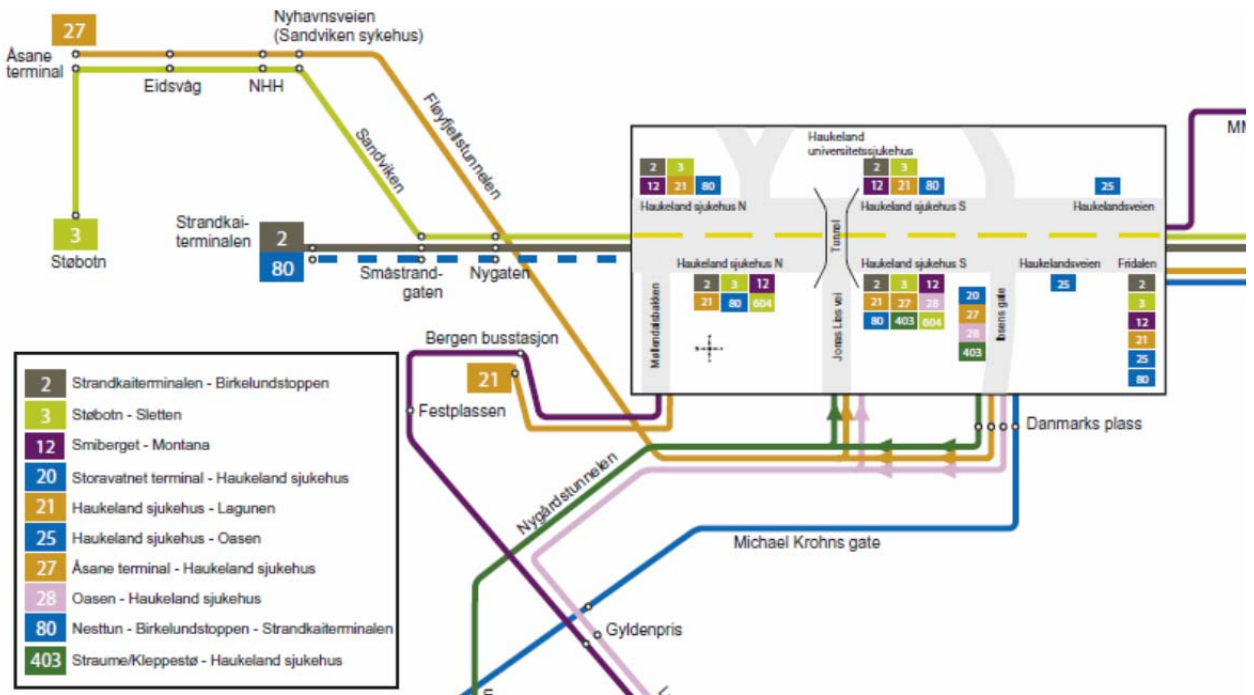 27
Nyhavnsveien
(Sandviken sykehus)
Åsane
terminal
Eidsvåg
NHH
Fløyfjellstunnelen
Sandviken
3
Støbotn
Strandkai-
terminalen
2
80
Småstrand-
gaten
Nygaten
Haukeland
universitetssjukehus
2 3
12 21 80
Haukeland sjukehus N
2 3
12 21 80
Haukeland sjukehus S
25
Haukelandsveien
Tunnel
Haukeland sjukehus N
2 3 12
21 80 604
Haukeland sjukehus S
2 3 12
21 27 28
80 403 604
20
27
28
403
Haukelandsveien
25
Fridalen
2
3
12
21
25
80
Møllendalsbakken
Jonas Lies vei
Ibsens gate
Bergen busstasjon
21
Festplassen
Danmarks plass
Nygårdstunnelen
Michael Krohns gate
Gyldenpris
2 Strandkaiterminalen - Birkelundstoppen
3 Støbotn - Sletten
12 Smiberget - Montana
20 Storavatnet terminal - Haukeland sjukehus
21 Haukeland sjukehus - Lagunen
25 Haukeland sjukehus - Oasen
27 Åsane terminal - Haukeland sjukehus
28 Oasen - Haukeland sjukehus
80 Nesttun - Birkelundstoppen - Strandkaiterminalen
403 Straume/Kleppestø - Haukeland sjukehus